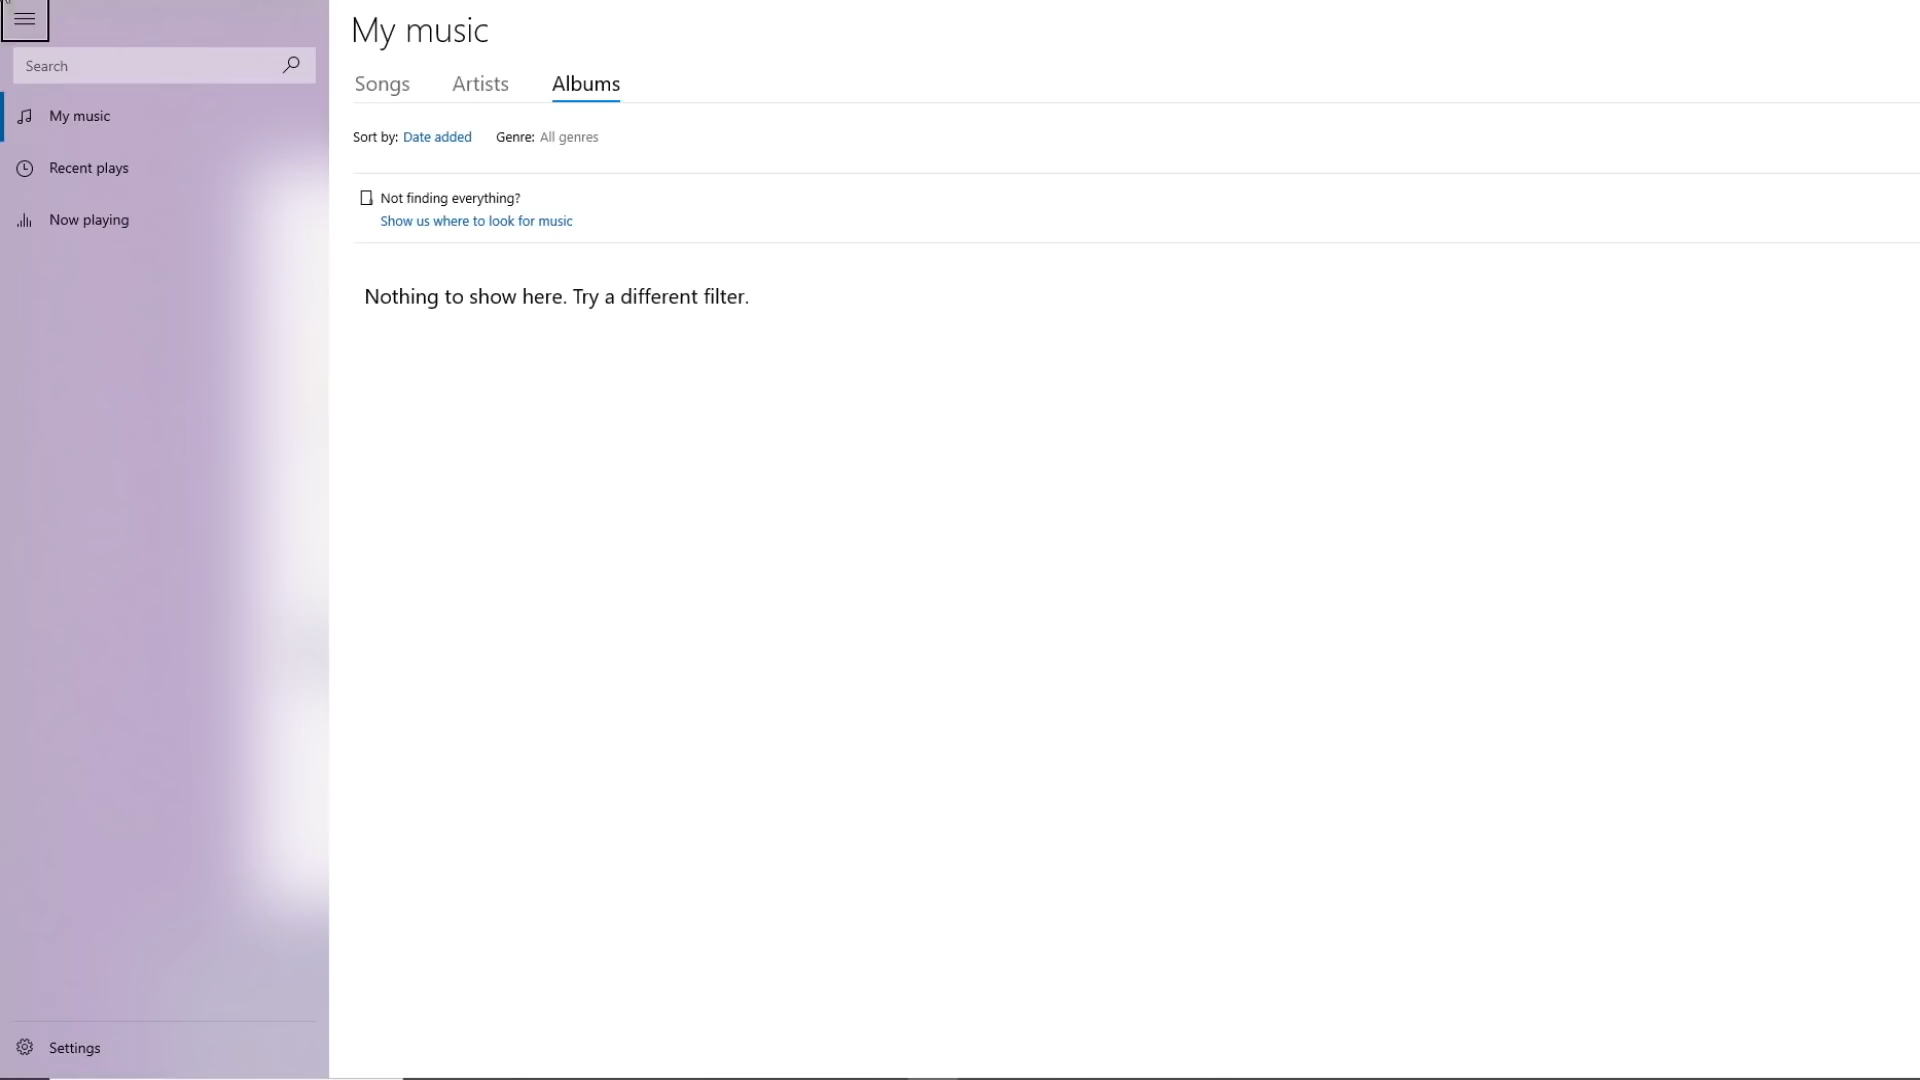 My music
Search
Songs Artists Albums
My music
Sort by: Date added Genre: All genres
Recent plays
Not finding everything?
Show us where to look for music
Now playing
Nothing to show here. Try a different filter.
Settings